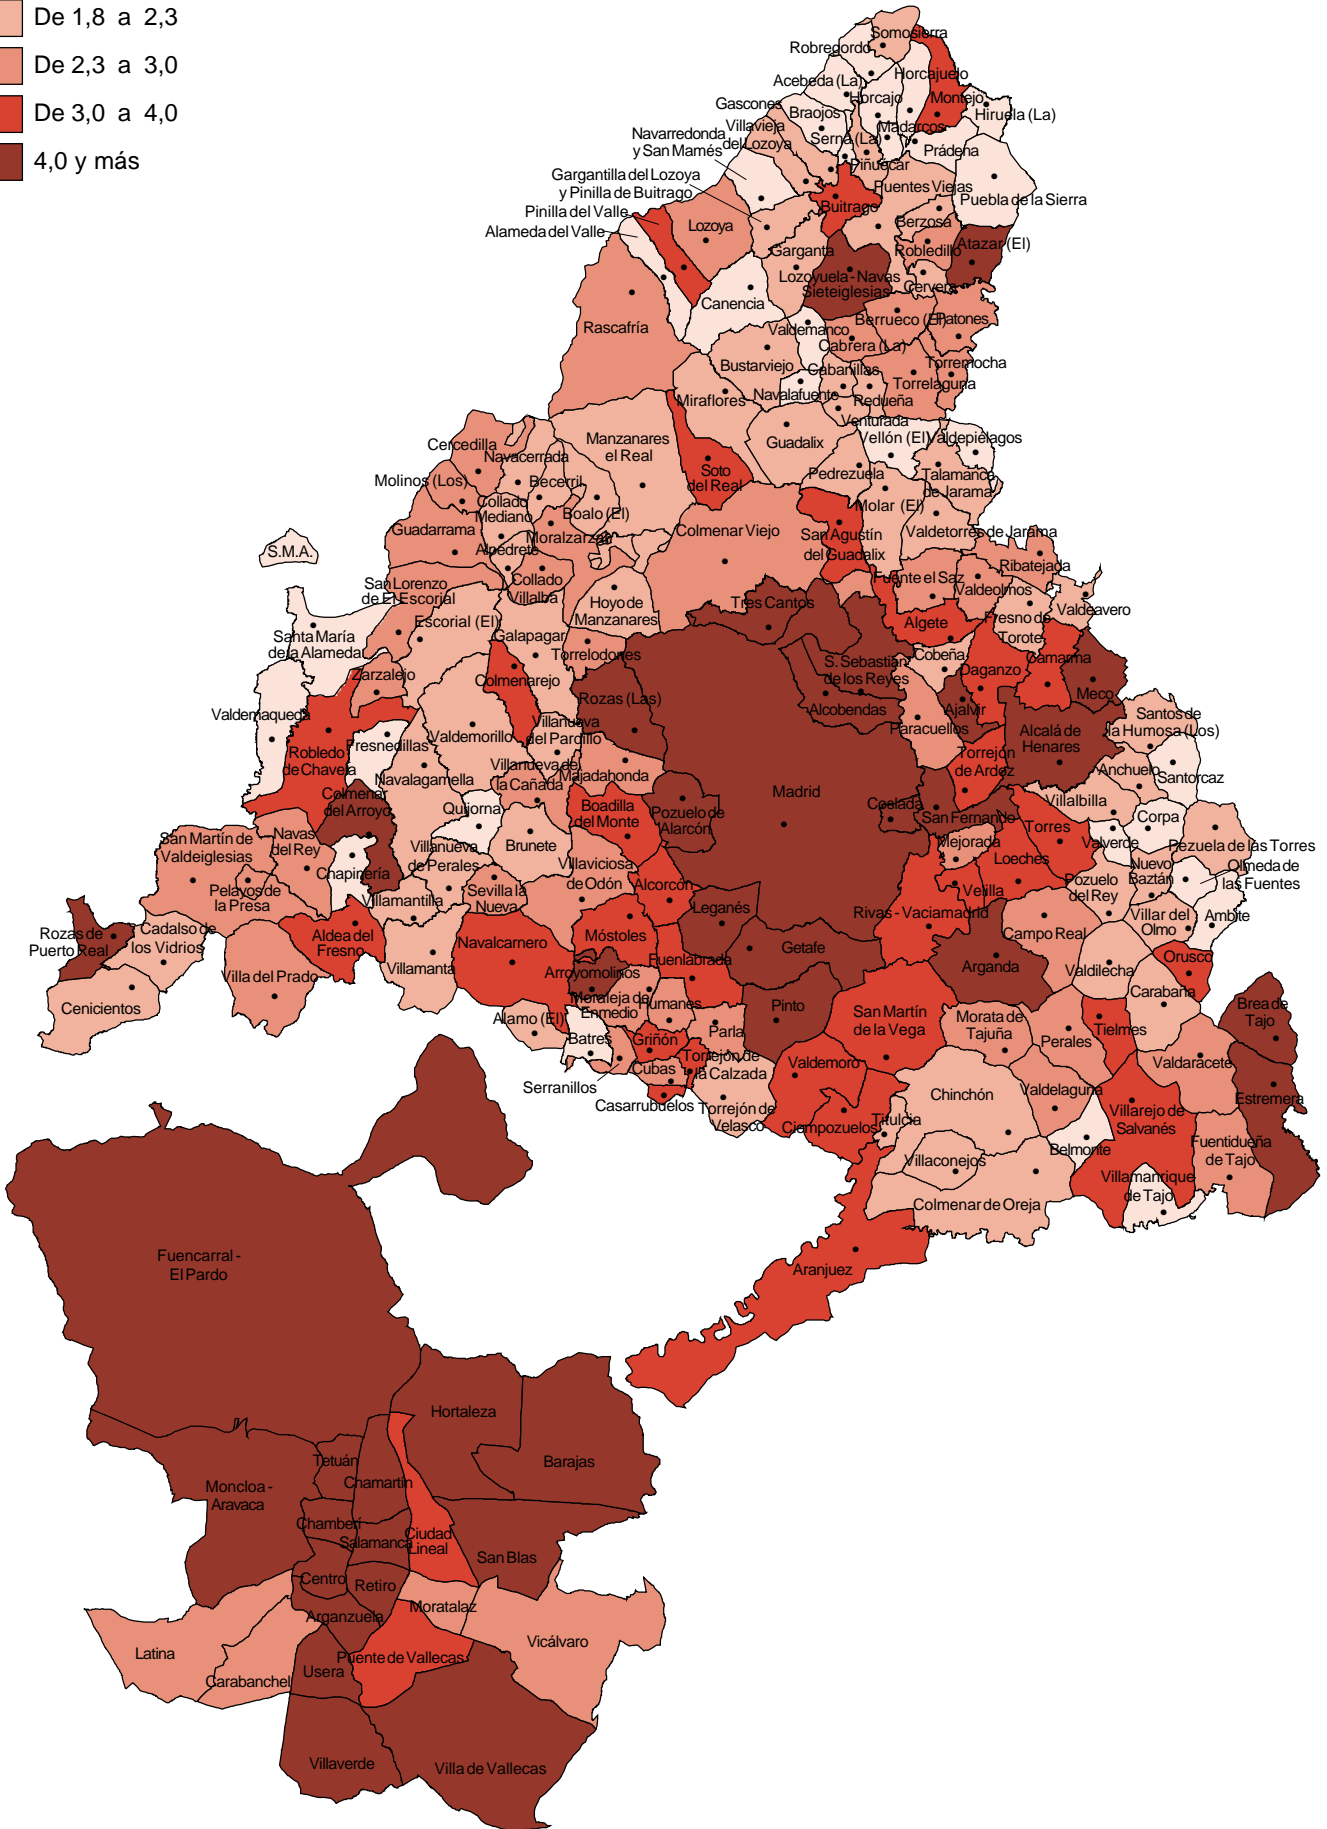 De 1,8 a 2,3
De 2,3 a 3,0
De 3,0 a 4,0
4,0 y más
Somosierra
Robregordo
Acebeda (La)
Horcajuelo
Horcajo
Montejo
Gascones
Braojos
Hiruela (La)
Madarcos
Villavieja
del Lozoya
Serna (La)
Navarredonda
y San Mamés
Prádena
Piñuécar
Gargantilla del Lozoya
y Pinilla de Buitrago
Puentes Viejas
Puebla de la Sierra
Buitrago
Pinilla del Valle
Lozoya
Berzosa
Alameda del Valle
Garganta
Robledillo
Atazar (El)
Lozoyuela-Navas
Sieteiglesias
Cervera
Canencia
Rascafría
Valdemanco
Berrueco (El)
Patones
Cabrera (La)
Bustarviejo
Cabanillas
Torremocha
Torrelaguna
Navalafuente
Redueña
Miraflores
Venturada
Cercedilla
Manzanares
el Real
Guadalix
Vellón (El)
Valdepiélagos
Navacerrada
Molinos (Los)
Becerril
Soto
del Real
Pedrezuela
Talamanca
de Jarama
Collado
Mediano
Boalo (El)
Molar (El)
Guadarrama
Moralzarzal
Colmenar Viejo
San Agustín
del Guadalix
Valdetorres de Jarama
S.M.A.
Alpedrete
Ribatejada
San Lorenzo
de El Escorial
Collado
Villalba
Fuente el Saz
Valdeolmos
Hoyo de
Manzanares
Tres Cantos
Valdeavero
Escorial (El)
Algete
Fresno de
Torote
Santa María
de la Alameda
Galapagar
Torrelodones
Cobeña
Camarma
Zarzalejo
S. Sebastián
de los Reyes
Daganzo
Colmenarejo
Meco
Rozas (Las)
Alcobendas
Ajalvir
Valdemaqueda
Villanueva
del Pardillo
Paracuellos
Alcalá de
Henares
Santos de
la Humosa (Los)
Robledo
de Chavela
Fresnedillas
Valdemorillo
Torrejón
de Ardoz
Navalagamella
Villanueva de
la Cañada
Majadahonda
Anchuelo
Santorcaz
Colmenar
del Arroyo
Madrid
Quijorna
Boadilla
del Monte
Pozuelo de
Alarcón
Coslada
San Fernando
Villalbilla
Corpa
San Martín de
Valdeiglesias
Navas
del Rey
Villanueva
de Perales
Brunete
Mejorada
Torres
Valverde
Pezuela de las Torres
Chapinería
Villaviciosa
de Odón
Loeches
Nuevo
Baztán
Olmeda de
las Fuentes
Pelayos de
la Presa
Alcorcón
Velilla
Pozuelo
del Rey
Villamantilla
Sevilla la
Nueva
Leganés
Rivas - Vaciamadrid
Villar del
Olmo
Ambite
Rozas de
Puerto Real
Cadalso de
los Vidrios
Aldea del
Fresno
Navalcarnero
Móstoles
Getafe
Campo Real
Villamanta
Arroyomolinos
Fuenlabrada
Arganda
Valdilecha
Orusco
Villa del Prado
Cenicientos
Moraleja de
Enmedio
Humanes
Pinto
Carabaña
Brea de
Tajo
Alamo (El)
Parla
San Martín
de la Vega
Morata de
Tajuña
Tielmes
Batres
Griñón
Perales
Valdaracete
Serranillos
Cubas
Torrejón de
la Calzada
Valdemoro
Casarrubuelos
Torrejón de
Velasco
Chinchón
Valdelaguna
Estremera
Ciempozuelos
Titulcia
Villarejo de
Salvanés
Belmonte
Fuentidueña
de Tajo
Villaconejos
Villamanrique
de Tajo
Colmenar de Oreja
Aranjuez
Fuencarral -
El Pardo
Hortaleza
Tetuán
Barajas
Chamartín
Moncloa -
Aravaca
Chamberí
Salamanca
Ciudad
Lineal
San Blas
Centro
Retiro
Arganzuela
Moratalaz
Latina
Vicálvaro
Carabanchel
Usera
Puente de Vallecas
Villaverde
Villa de Vallecas